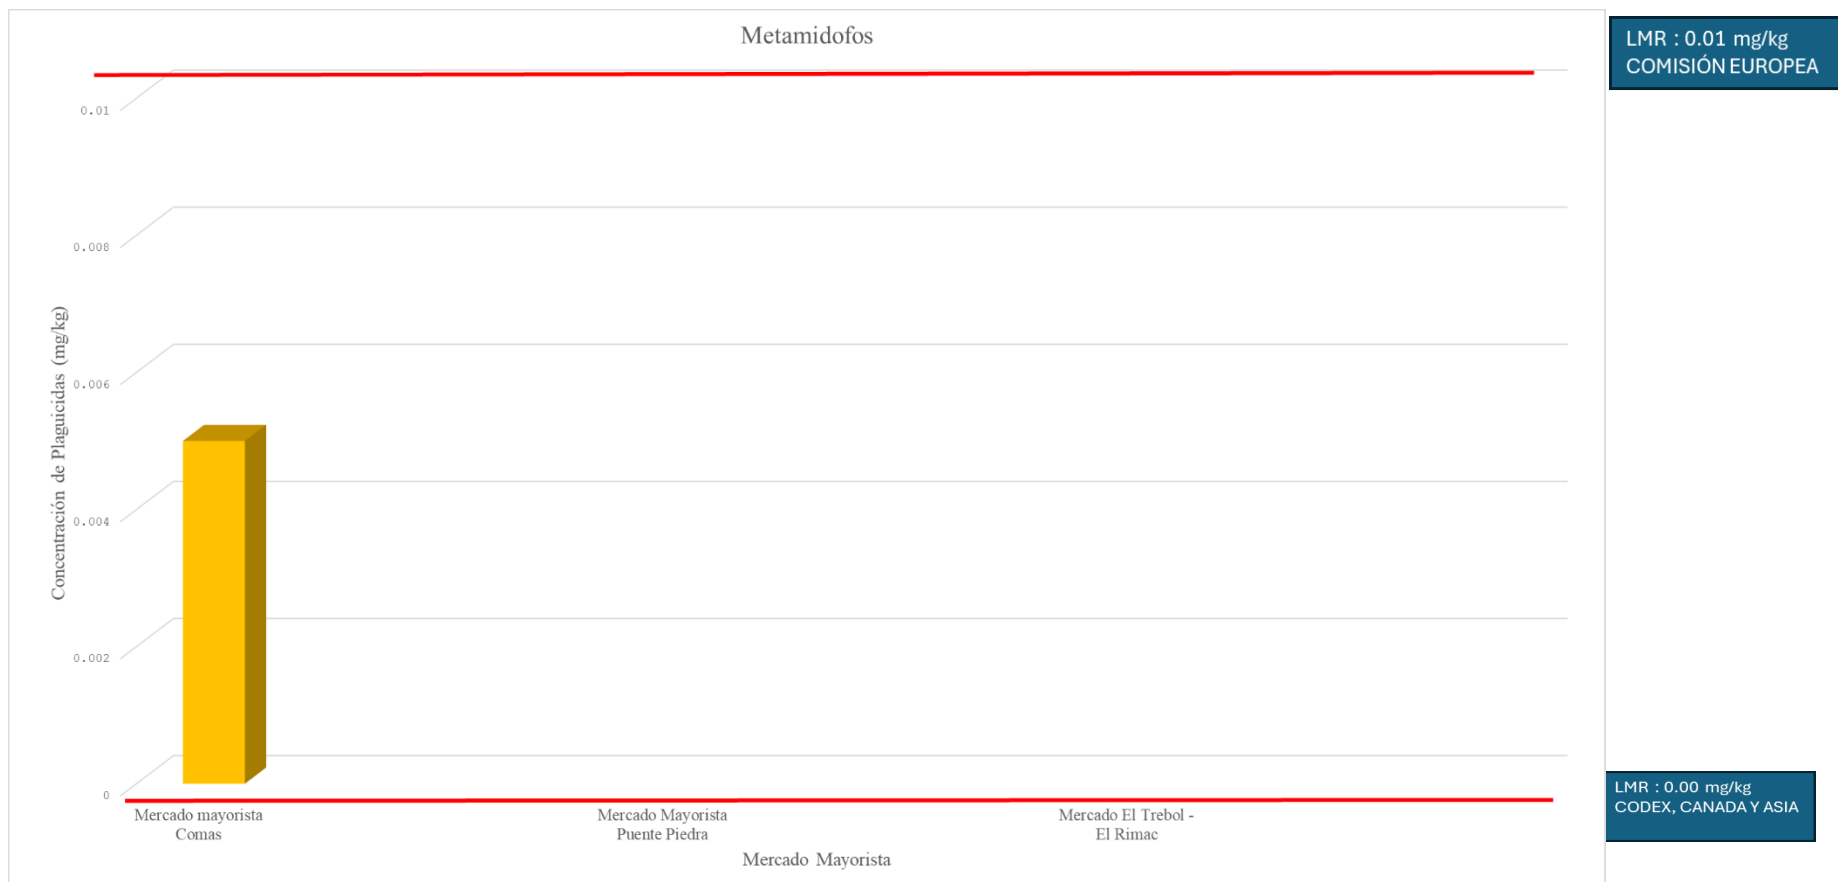 Metamidofos
LMR : 0.01 mg/kg
COMISIÓN EUROPEA
Concentración de Plaguicidas (mg/kg)
0.01
0.008
0.006
0.004
0.002
0
Mercado mayorista
Comas
Mercado Mayorista
Puente Piedra
Mercado El Trebol -
El Rimac
Mercado Mayorista
LMR : 0.00 mg/kg
CODEX, CANADA Y ASIA